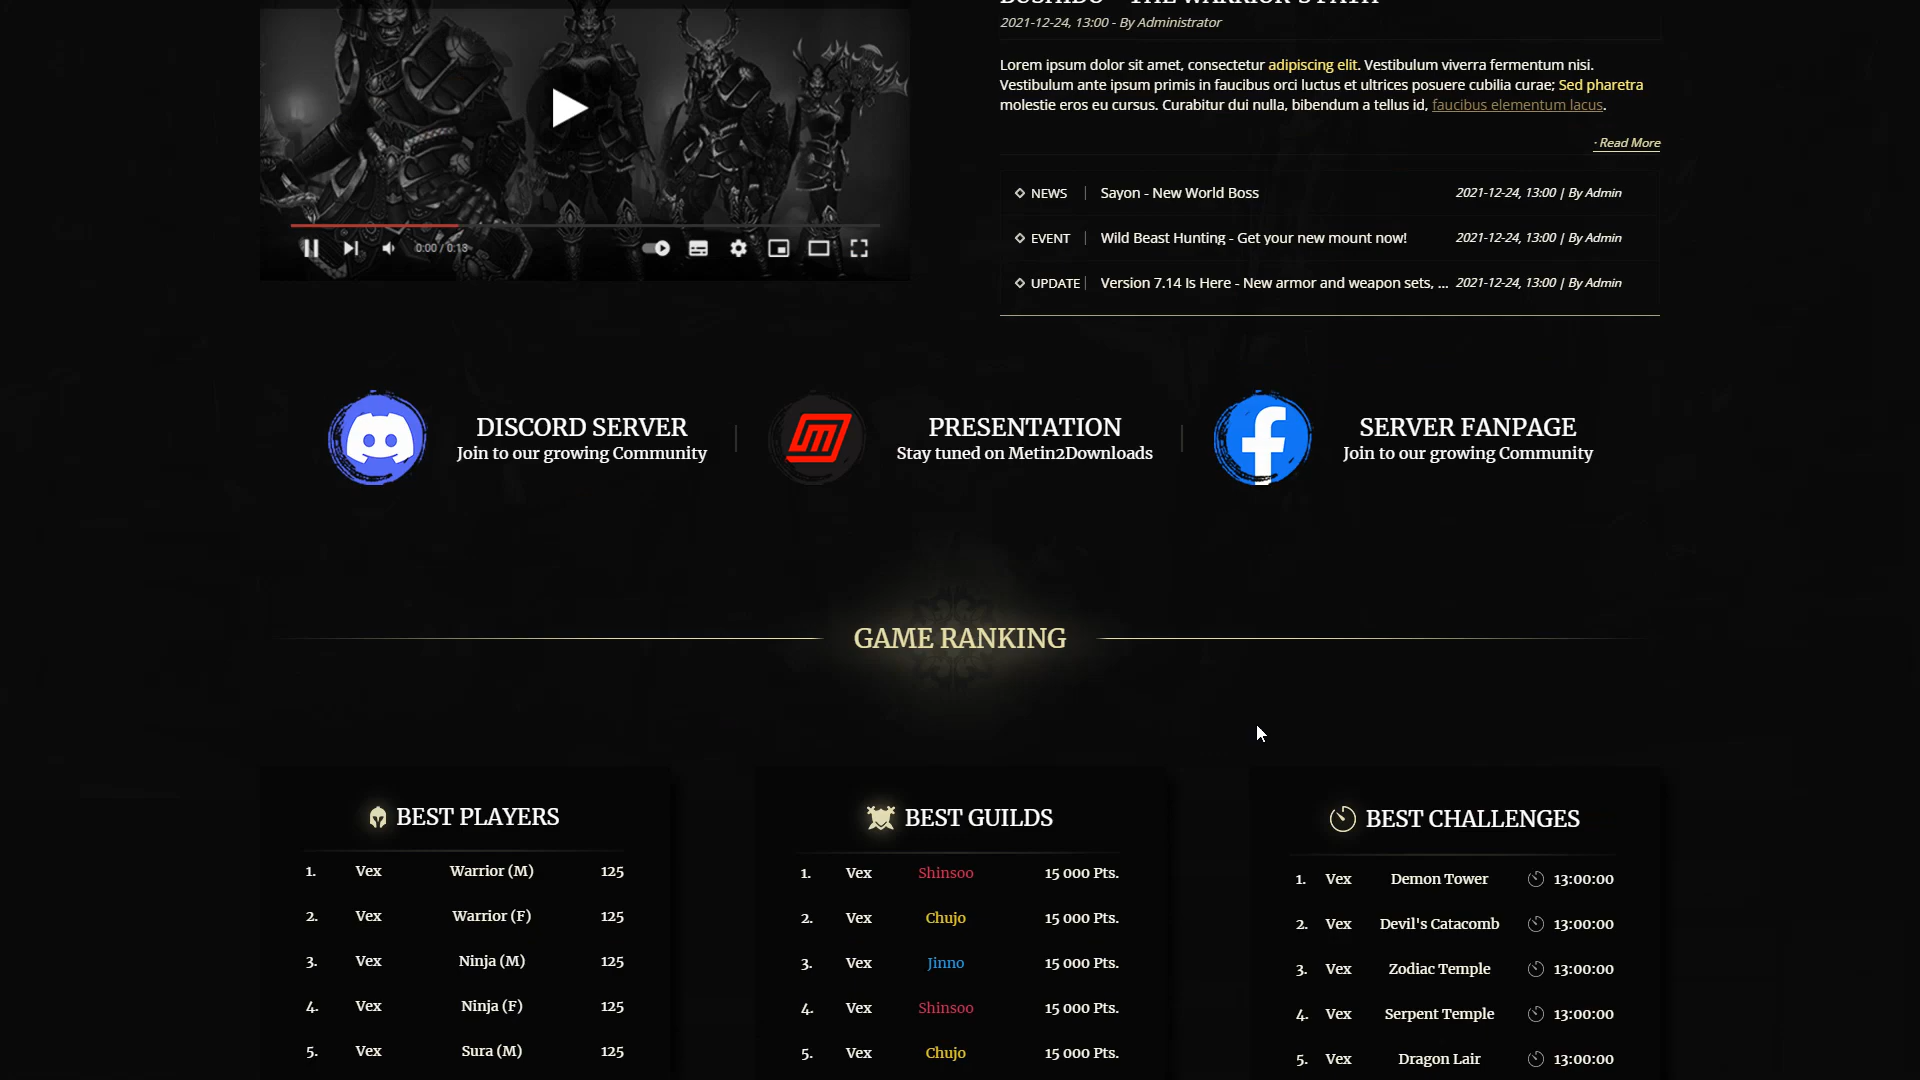 2021-12-24, 13:00 - By Administrator
Lorem ipsum dolor sit amet, consectetur adipiscing elit. Vestibulum viverra fermentum nisi.
Vestibulum ante ipsum primis in faucibus orci luctus et ultrices posuere cubilia curae; Sed pharetra
molestie eros eu cursus. Curabitur dui nulla, bibendum a tellus id, faucibus elementum lacus.
· Read More
0:00 / 0:13
NEWS | Sayon - New World Boss 2021-12-24, 13:00 | By Admin
EVENT | Wild Beast Hunting - Get your new mount now! 2021-12-24, 13:00 | By Admin
UPDATE | Version 7.14 Is Here - New armor and weapon sets, ... 2021-12-24, 13:00 | By Admin
DISCORD SERVER
Join to our growing Community
PRESENTATION
Stay tuned on Metin2Downloads
SERVER FANPAGE
Join to our growing Community
GAME RANKING
BEST PLAYERS
1. Vex Warrior (M) 125
2. Vex Warrior (F) 125
3. Vex Ninja (M) 125
4. Vex Ninja (F) 125
5. Vex Sura (M) 125
BEST GUILDS
1. Vex Shinsoo 15 000 Pts.
2. Vex Chujo 15 000 Pts.
3. Vex Jinno 15 000 Pts.
4. Vex Shinsoo 15 000 Pts.
5. Vex Chujo 15 000 Pts.
BEST CHALLENGES
1. Vex Demon Tower 13:00:00
2. Vex Devil's Catacomb 13:00:00
3. Vex Zodiac Temple 13:00:00
4. Vex Serpent Temple 13:00:00
5. Vex Dragon Lair 13:00:00